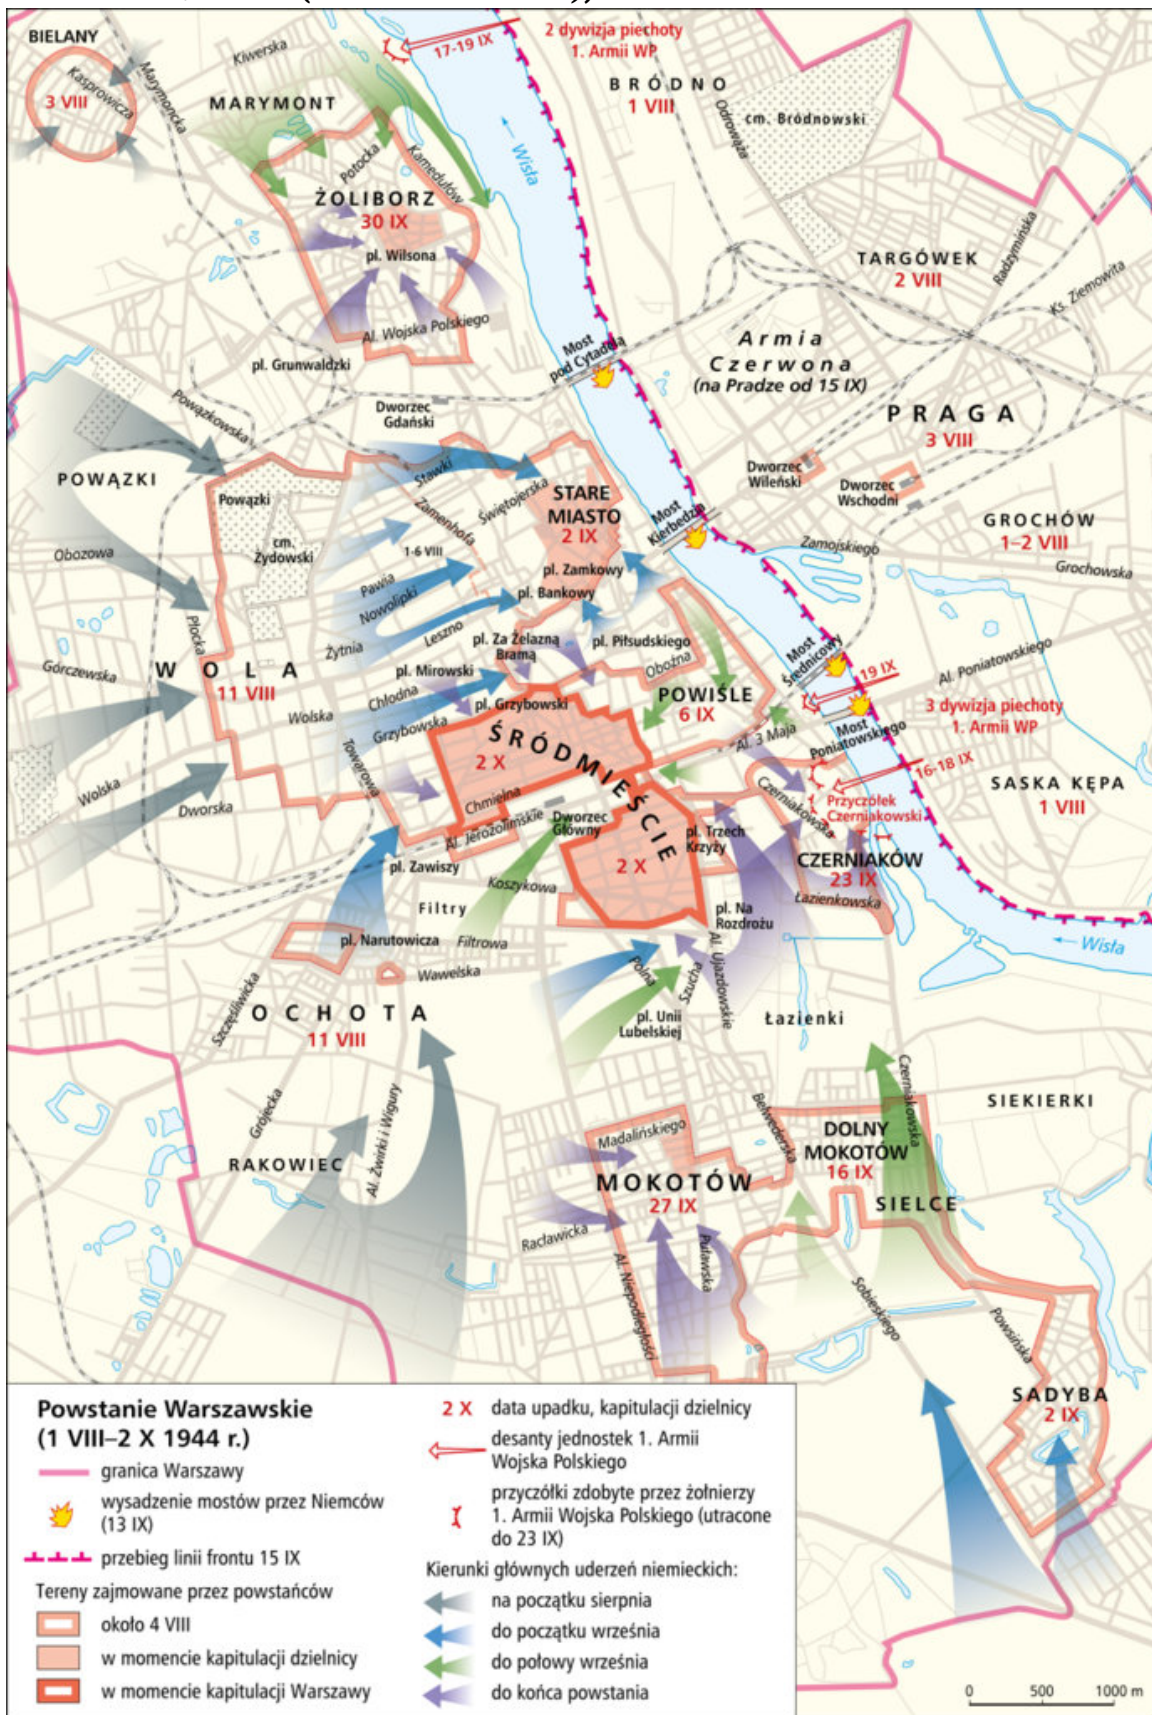 BIELANY
Kasprowicza
3 VIII
Marymoncka
Kiwerska
MARYMONT
17-19 IX
2 dywizja piechoty
1. Armii WP
BRÓDNO
1 VIII
Odrowąża
cm. Bródnowski
Wisła
Potocka
Kamedułów
ŻOLIBORZ
30 IX
pl. Wilsona
Al. Wojska Polskiego
pl. Grunwaldzki
TARGÓWEK
2 VIII
Radzymińska
Ks. Ziemowita
Most
pod Cytadelą
Armia
Czerwona
(na Pradze od 15 IX)
PRAGA
3 VIII
Powązkowska
Dworzec
Gdański
POWĄZKI
Powązki
cm.
Żydowski
Obozowa
Stawki
Zamenhofa
Świętojerska
STARE
MIASTO
2 IX
Most
Kierbedzia
Dworzec
Wileński
Dworzec
Wschodni
GROCHÓW
1–2 VIII
Zamojskiego
Grochowska
1-6 VIII
pl. Zamkowy
pl. Bankowy
Pawia
Nowolipki
Żytnia
Leszno
Płocka
Górczewska
WOLA
11 VIII
pl. Za Żelazną
Bramą
pl. Piłsudskiego
pl. Mirowski
Oboźna
Chłodna
pl. Grzybowski
Wolska
Grzybowska
POWIŚLE
6 IX
Most
Średnicowy
19 IX
Al. Poniatowskiego
3 dywizja piechoty
1. Armii WP
Al. 3 Maja
Most
Poniatowskiego
16-18 IX
SASKA KĘPA
1 VIII
ŚRÓDMIEŚCIE
2 X
Towarowa
Wolska
Dworska
Chmielna
Al. Jerozolimskie
Dworzec
Główny
pl. Zawiszy
Koszykowa
2 X
pl. Trzech
Krzyży
Czerniakowska
Przyczółek
Czerniakowski
CZERNIAKÓW
23 IX
Łazienkowska
Filtry
pl. Narutowicza
Filtrowa
Wawelska
pl. Na
Rozdrożu
Wisła
Szczęśliwicka
OCHOTA
11 VIII
Polna
Szucha
Al. Ujazdowskie
pl. Unii
Lubelskiej
Łazienki
Grójecka
Al. Żwirki i Wigury
RAKOWIEC
Belwederska
Czerniakowska
SIEKIERKI
Madalińskiego
MOKOTÓW
27 IX
DOLNY
MOKOTÓW
16 IX
SIELCE
Racławicka
Puławska
Al. Niepodległości
Sobieskiego
Powsińska
SADYBA
2 IX
Powstanie Warszawskie
(1 VIII–2 X 1944 r.)
granica Warszawy
wysadzenie mostów przez Niemców
(13 IX)
przebieg linii frontu 15 IX
Tereny zajmowane przez powstańców
około 4 VIII
w momencie kapitulacji dzielnicy
w momencie kapitulacji Warszawy
2 X data upadku, kapitulacji dzielnicy
desanty jednostek 1. Armii
Wojska Polskiego
przyczółki zdobyte przez żołnierzy
1. Armii Wojska Polskiego (utracone
do 23 IX)
Kierunki głównych uderzeń niemieckich:
na początku sierpnia
do początku września
do połowy września
do końca powstania
0 500 1000 m